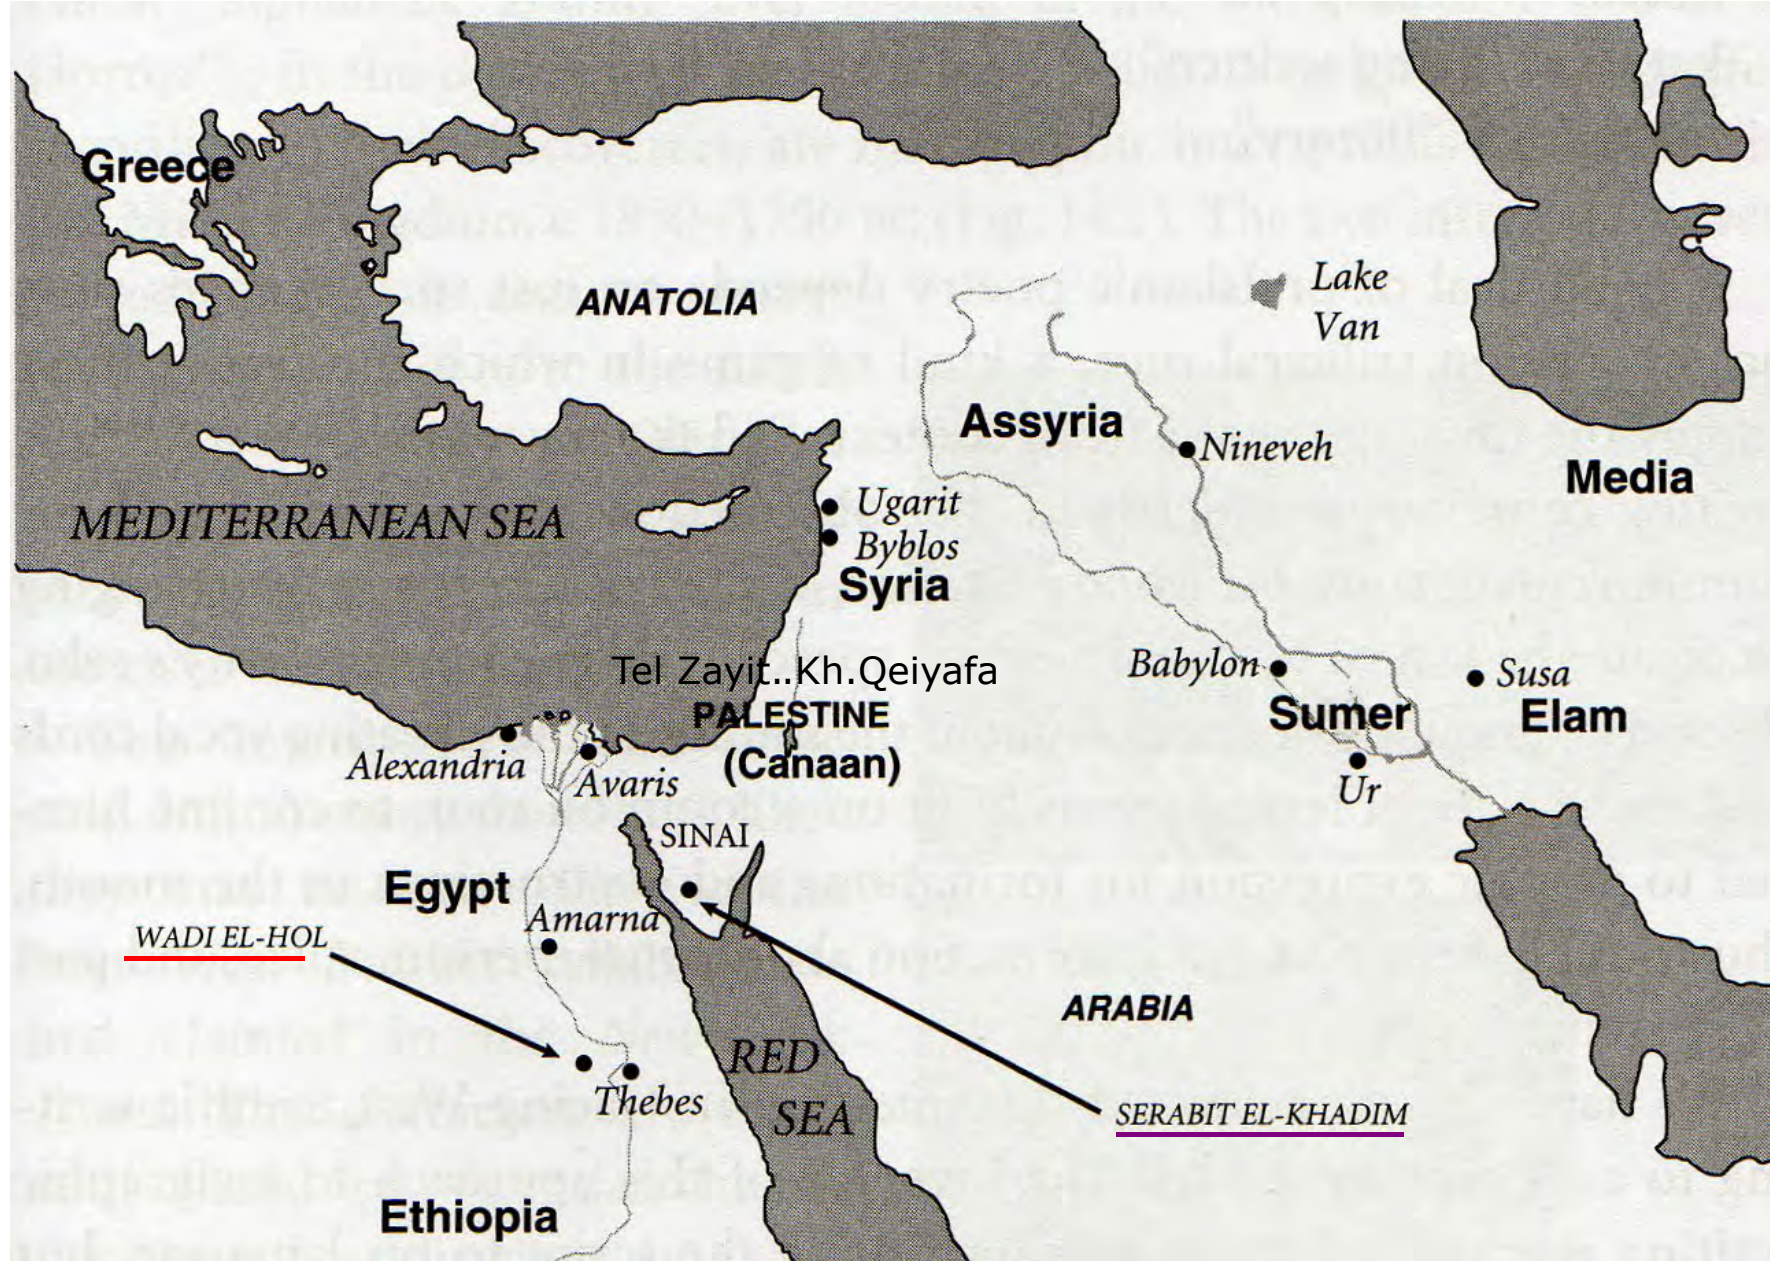 Greece
ANATOLIA
Lake
Van
Assyria
Nineveh
Media
MEDITERRANEAN SEA
Ugarit
Byblos
Syria
Tel Zayit..Kh.Qeiyafa
Babylon
Susa
PALESTINE
(Canaan)
Sumer
Elam
Alexandria
Avaris
Ur
SINAI
Egypt
Amarna
WADI EL-HOL
ARABIA
RED
SEA
Thebes
SERABIT EL-KHADIM
Ethiopia